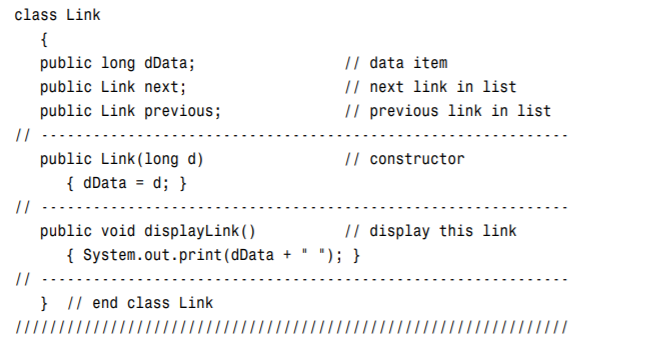 class Link
{
public long dData; // data item
public Link next; // next link in list
public Link previous; // previous link in list
// -------------------------------------------------------------
public Link(long d) // constructor
{ dData = d; }
// -------------------------------------------------------------
public void displayLink() // display this link
{ System.out.print(dData + " "); }
// -------------------------------------------------------------
} // end class Link
////////////////////////////////////////////////////////////////